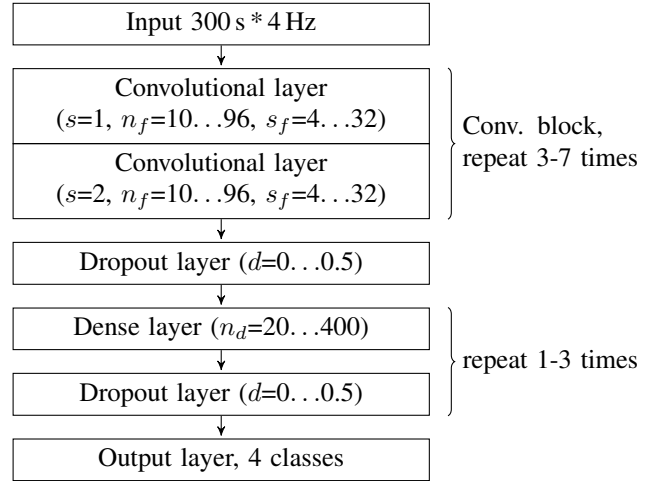 Input 300 s * 4 Hz
Convolutional layer
(s=1, n_f=10...96, s_f=4...32)
Convolutional layer
(s=2, n_f=10...96, s_f=4...32)
Conv. block,
repeat 3-7 times
Dropout layer (d=0...0.5)
Dense layer (n_d=20...400)
repeat 1-3 times
Dropout layer (d=0...0.5)
Output layer, 4 classes